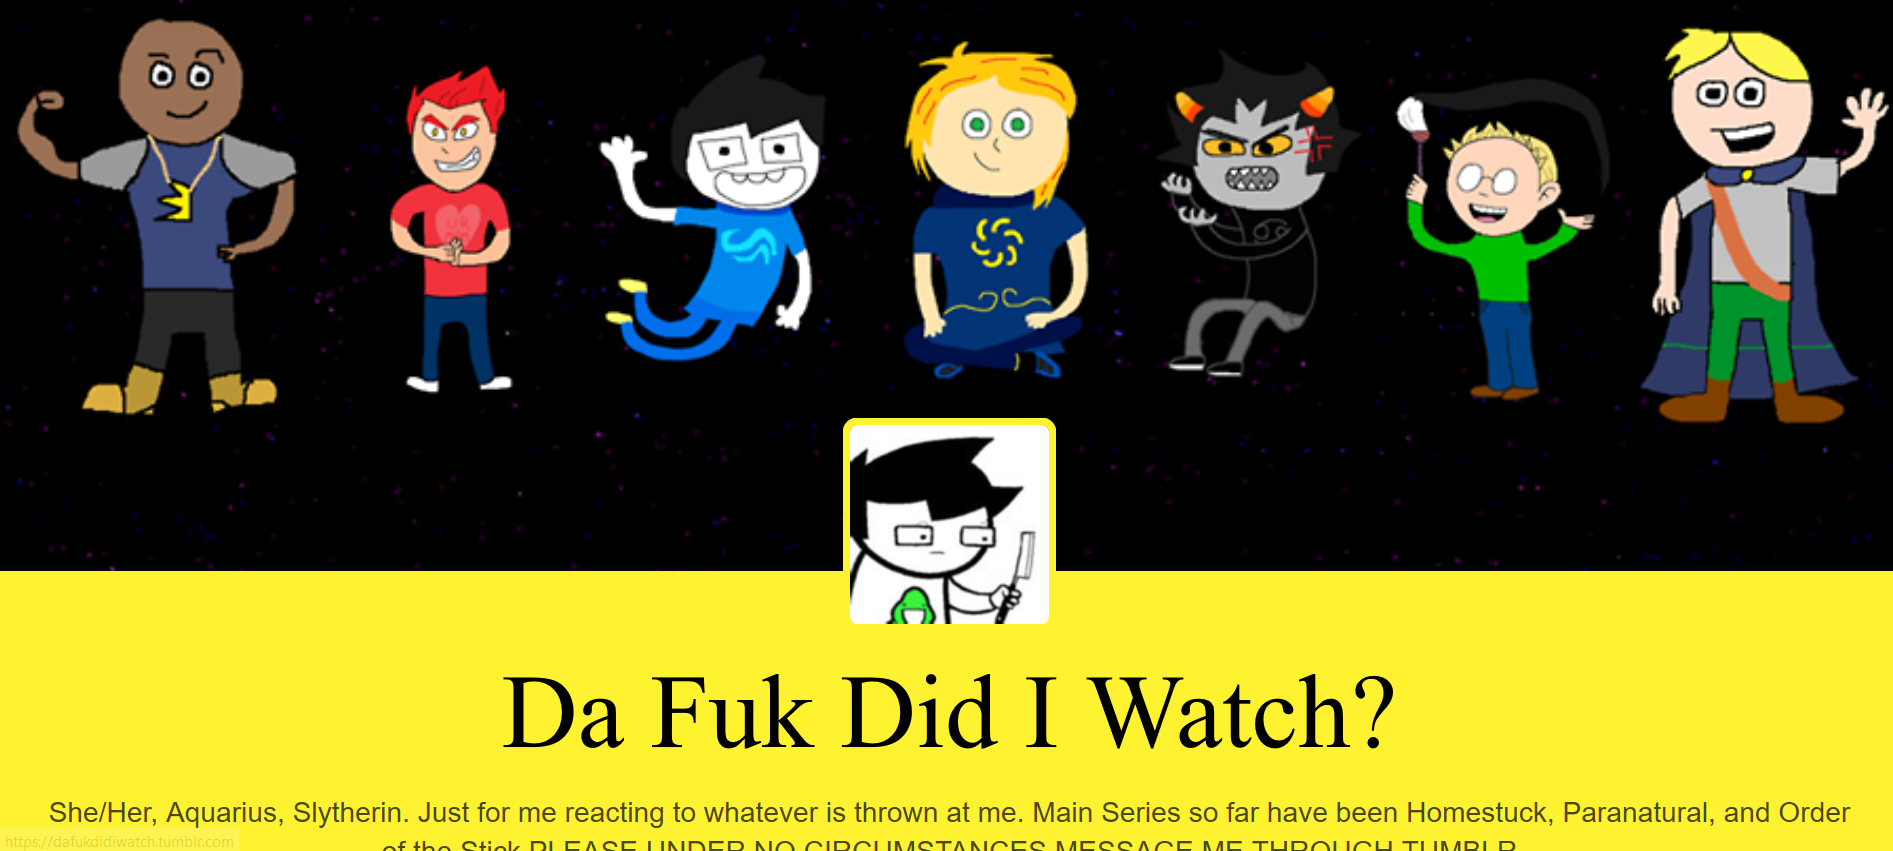 UR
Da Fuk Did I Watch?
She/Her, Aquarius, Slytherin. Just for me reacting to whatever is thrown at me. Main Series so far have been Homestuck, Paranatural, and Order
of the Stick PLEASE UNDER NO CIRCUMSTANCES MESSAGE ME THROUGH TUMBLR
https://dafukdidiwatch.tumblr.com